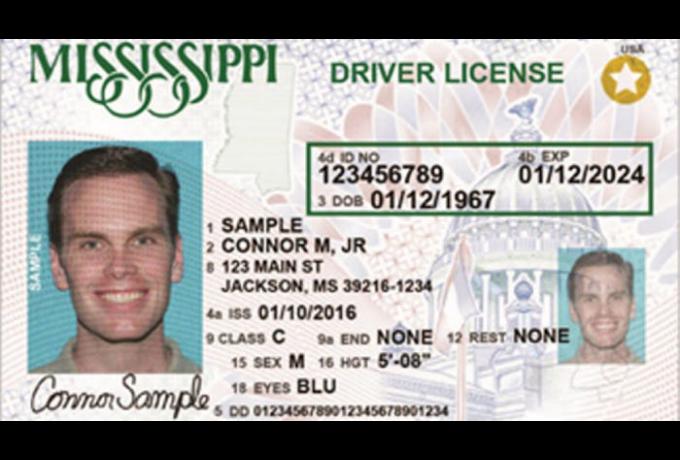 MISSISSIPPI
DRIVER LICENSE
USA
4d ID NO 4b EXP
123456789 01/12/2024
3 DOB 01/12/1967
SAMPLE
1 SAMPLE
2 CONNOR M, JR
8 123 MAIN ST
JACKSON, MS 39216-1234
4a ISS 01/10/2016
9 CLASS C 9a END NONE 12 REST NONE
15 SEX M 16 HGT 5'-08"
18 EYES BLU
Connor Sample
5 DD 0123456789012345678901234